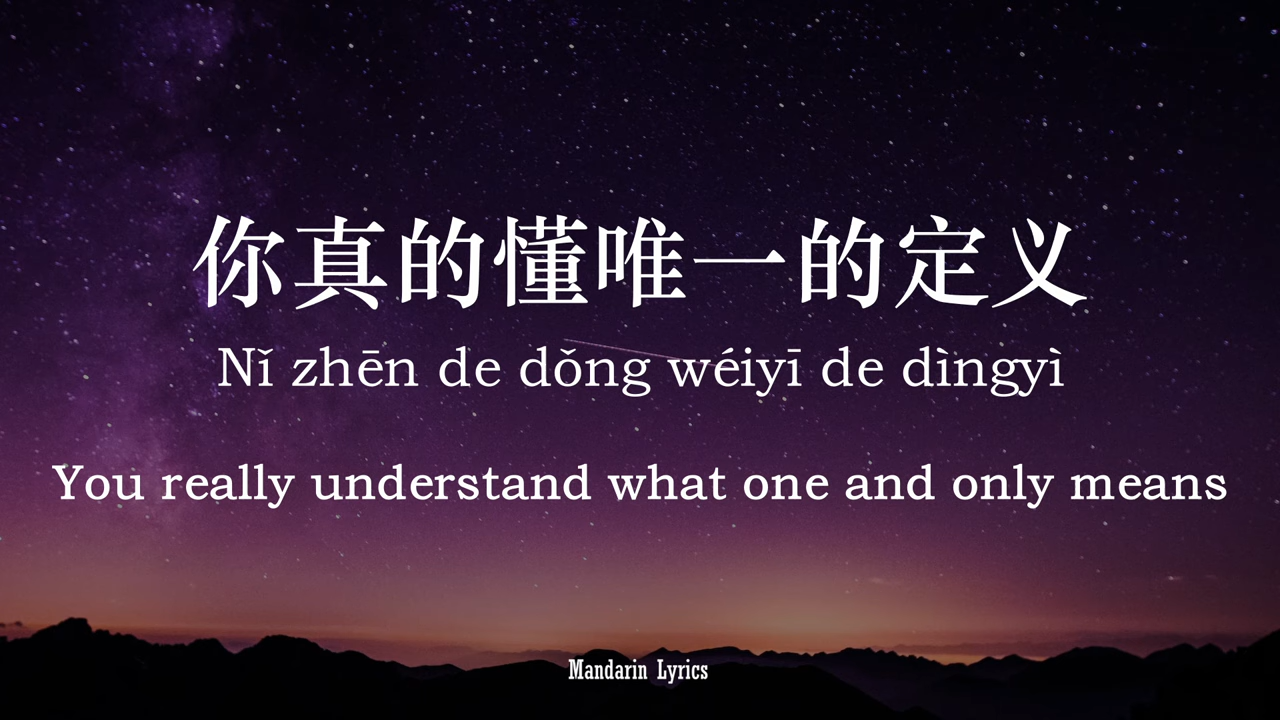 你真的懂唯一的定义
Nǐ zhēn de dǒng wéiyī de dìngyì
You really understand what one and only means
Mandarin Lyrics